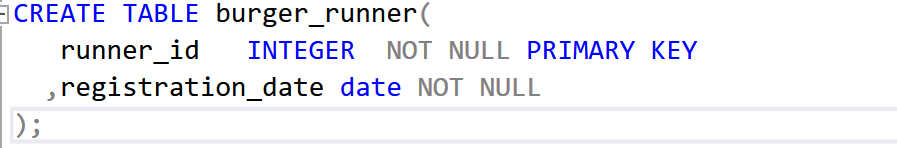 CREATE TABLE burger_runner(
runner_id INTEGER NOT NULL PRIMARY KEY
,registration_date date NOT NULL
);